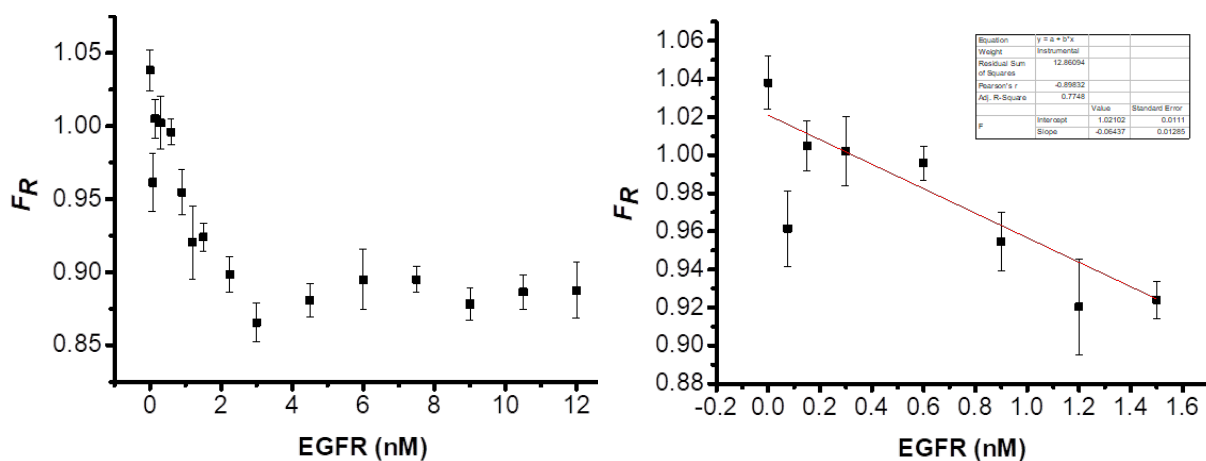 FR
1.05
1.00
0.95
0.90
0.85
0 2 4 6 8 10 12
EGFR (nM)
FR
1.06
1.04
1.02
1.00
0.98
0.96
0.94
0.92
0.90
0.88
-0.2 0.0 0.2 0.4 0.6 0.8 1.0 1.2 1.4 1.6
EGFR (nM)
Equation y = a + b*x
Weight Instrumental
Residual Sum of Squares 12.86094
Pearson's r -0.89832
Adj. R-Square 0.7748
Value Standard Error
F Intercept 1.02102 0.0111
Slope -0.06437 0.01285